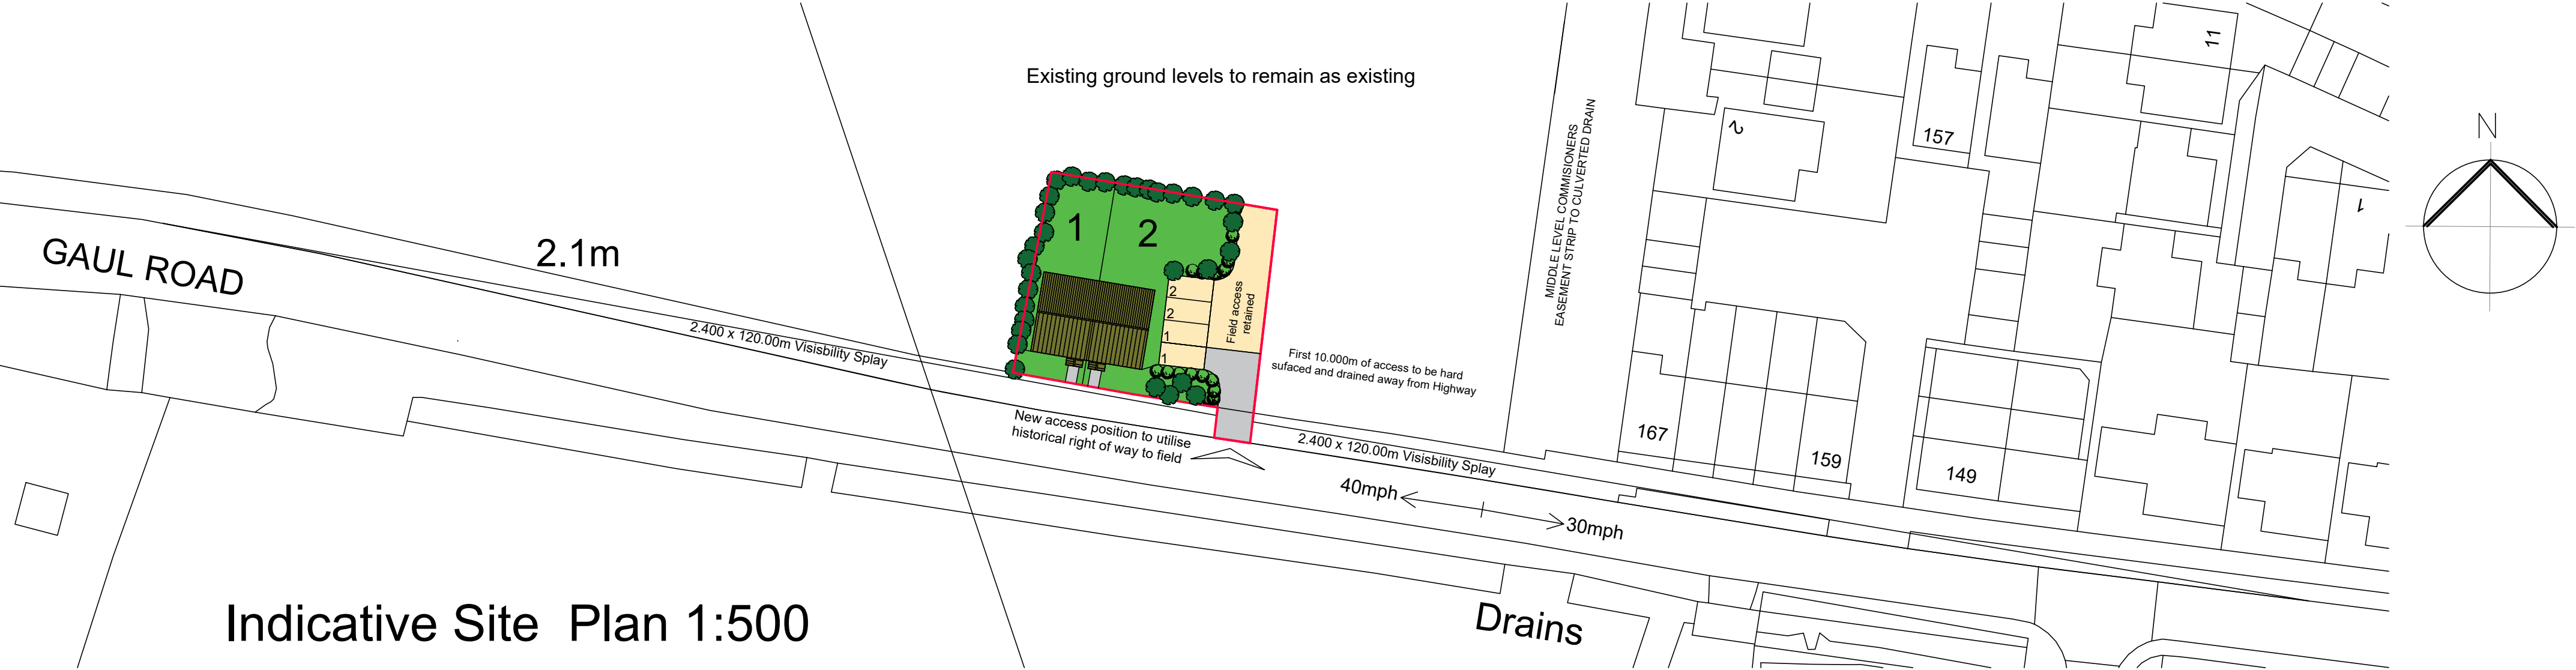 Existing ground levels to remain as existing
N
11
2
157
1
GAUL ROAD
2.1m
1
2
2
2
1
1
Field access
retained
MIDDLE LEVEL COMMISIONERS
EASEMENT STRIP TO CULVERTED DRAIN
2.400 x 120.00m Visisbility Splay
First 10.000m of access to be hard
sufaced and drained away from Highway
New access position to utilise
historical right of way to field
2.400 x 120.00m Visisbility Splay
167
159
149
40mph
30mph
Indicative Site Plan 1:500
Drains